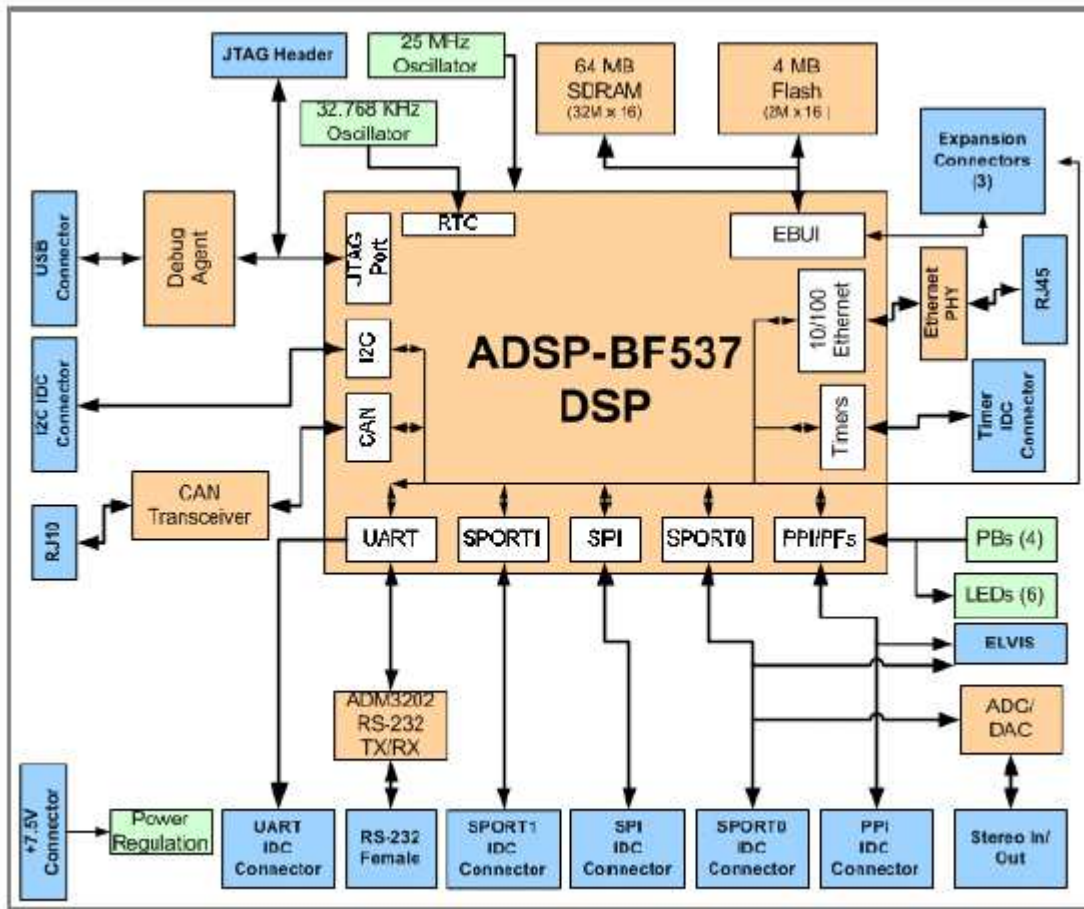 JTAG Header
25 MHz
Oscillator
64 MB
SDRAM
(32M x 16)
4 MB
Flash
(2M x 16 )
32.768 KHz
Oscillator
Expansion
Connectors
(3)
RTC
EBUI
USB
Connector
Debug
Agent
JTAG
Port
10/100
Ethernet
Ethernet
PHY
RJ45
ADSP-BF537
DSP
I2C IDC
Connector
I2C
CAN
Timers
Timer
IDC
Connector
RJ10
CAN
Transceiver
UART
SPORT1
SPI
SPORT0
PPI/PFs
PBs (4)
LEDs (6)
ELVIS
ADM3202
RS-232
TX/RX
ADC/
DAC
+7.5V
Connector
Power
Regulation
UART
IDC
Connector
RS-232
Female
SPORT1
IDC
Connector
SPI
IDC
Connector
SPORT0
IDC
Connector
PPI
IDC
Connector
Stereo In/
Out